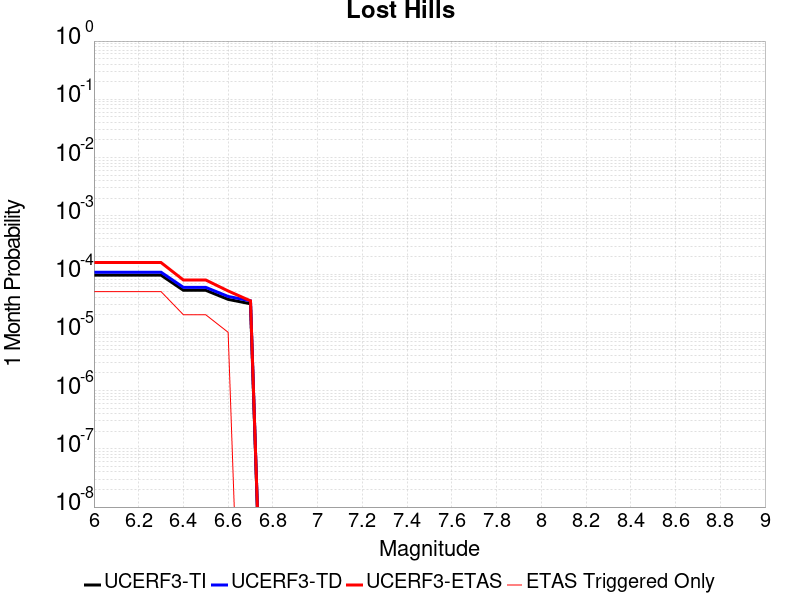 Lost Hills
10^0
10^-1
10^-2
10^-3
10^-4
10^-5
10^-6
10^-7
10^-8
1 Month Probability
6 6.2 6.4 6.6 6.8 7 7.2 7.4 7.6 7.8 8 8.2 8.4 8.6 8.8 9
Magnitude
UCERF3-TI UCERF3-TD UCERF3-ETAS ETAS Triggered Only